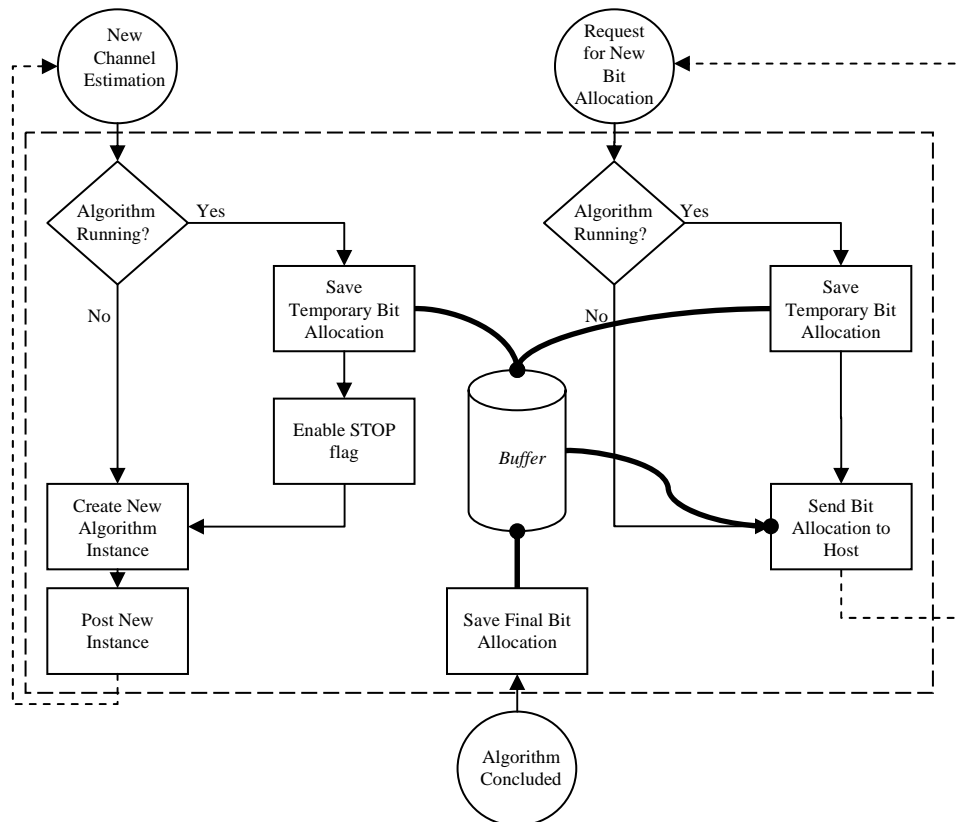 New
Channel
Estimation
Request
for New
Bit
Allocation
Algorithm
Running?
Yes
No
Save
Temporary Bit
Allocation
Enable STOP
flag
Create New
Algorithm
Instance
Post New
Instance
Algorithm
Running?
Yes
No
Save
Temporary Bit
Allocation
Buffer
Send Bit
Allocation to
Host
Save Final Bit
Allocation
Algorithm
Concluded